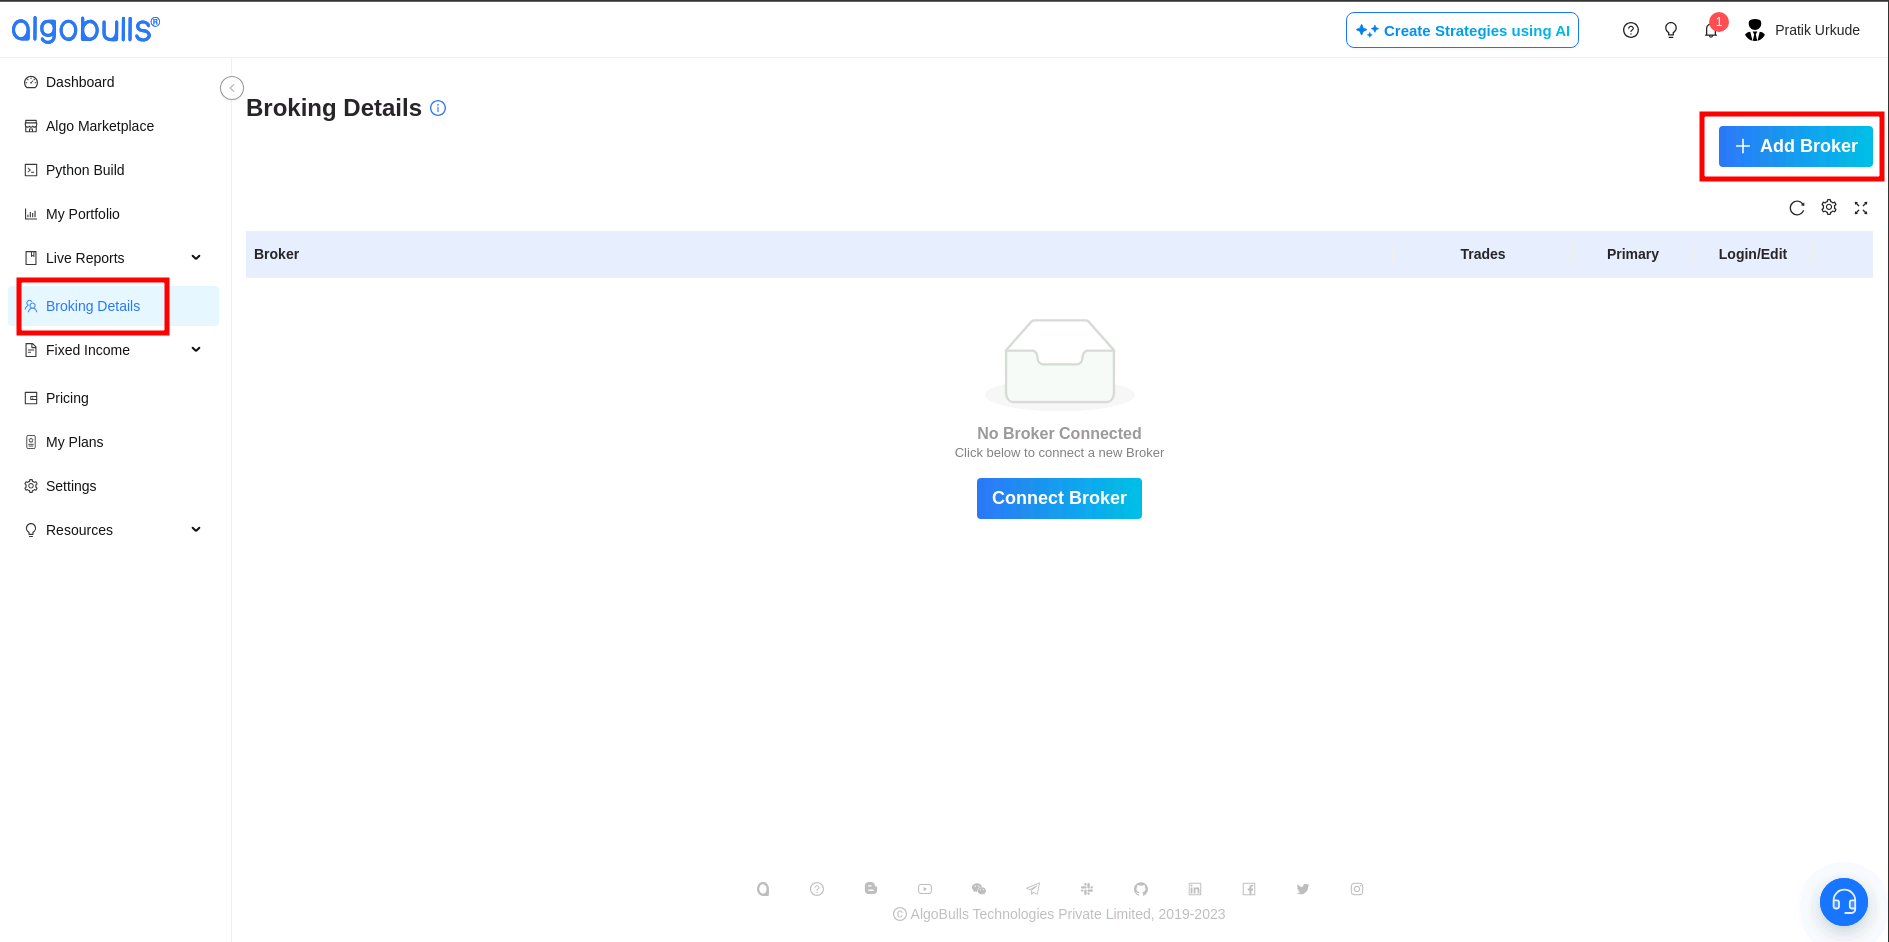 algobulls®
Create Strategies using AI
1
Pratik Urkude
Dashboard
Algo Marketplace
Python Build
My Portfolio
Live Reports
Broking Details
Fixed Income
Pricing
My Plans
Settings
Resources
Broking Details
Add Broker
Broker Trades Primary Login/Edit
No Broker Connected
Click below to connect a new Broker
Connect Broker
© AlgoBulls Technologies Private Limited, 2019-2023